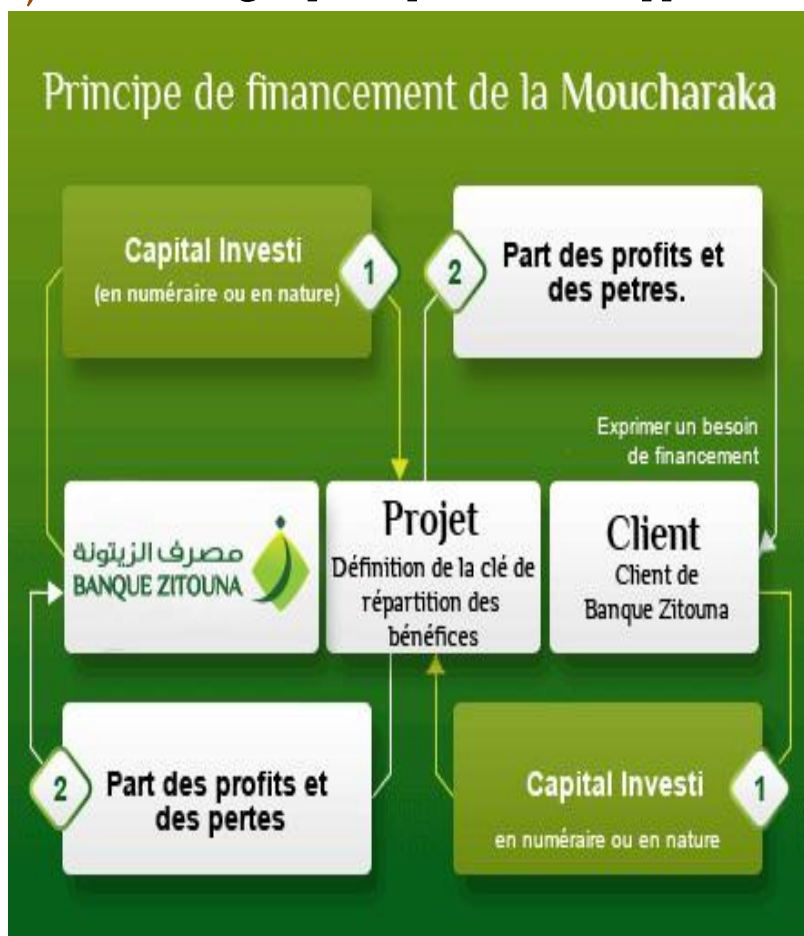 Principe de financement de la Moucharaka
Capital Investi
(en numéraire ou en nature)
1
2
Part des profits et
des petres.
Exprimer un besoin
de financement
مصرف الزيتونة
BANQUE ZITOUNA
Projet
Définition de la clé de
répartition des
bénéfices
Client
Client de
Banque Zitouna
2
Part des profits et
des pertes
Capital Investi
en numéraire ou en nature
1